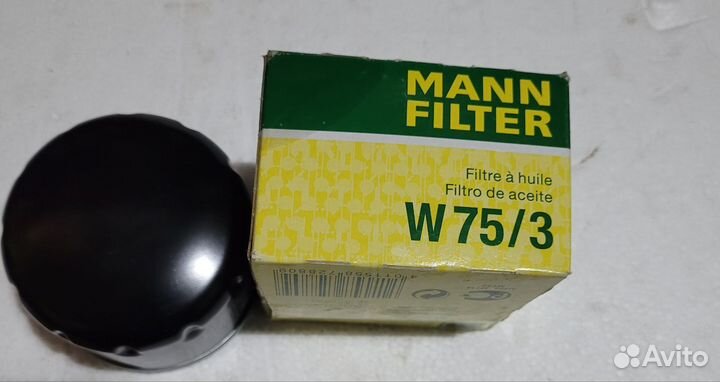 MANN
FILTER
Filtre à huile
Filtro de aceite
W 75/3
Avito